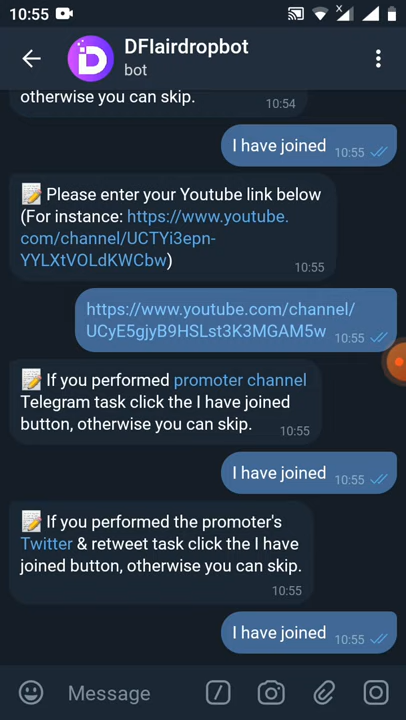 10:55
DFIairdropbot
bot
otherwise you can skip.
10:54
I have joined
10:55
Please enter your Youtube link below
(For instance: https://www.youtube.
com/channel/UCTYi3epn-
YYLXtVOLdKWCbw)
10:55
https://www.youtube.com/channel/
UCyE5gjyB9HSLst3K3MGAM5w
10:55
If you performed promoter channel
Telegram task click the I have joined
button, otherwise you can skip.
10:55
I have joined
10:55
If you performed the promoter's
Twitter & retweet task click the I have
joined button, otherwise you can skip.
10:55
I have joined
10:55
Message